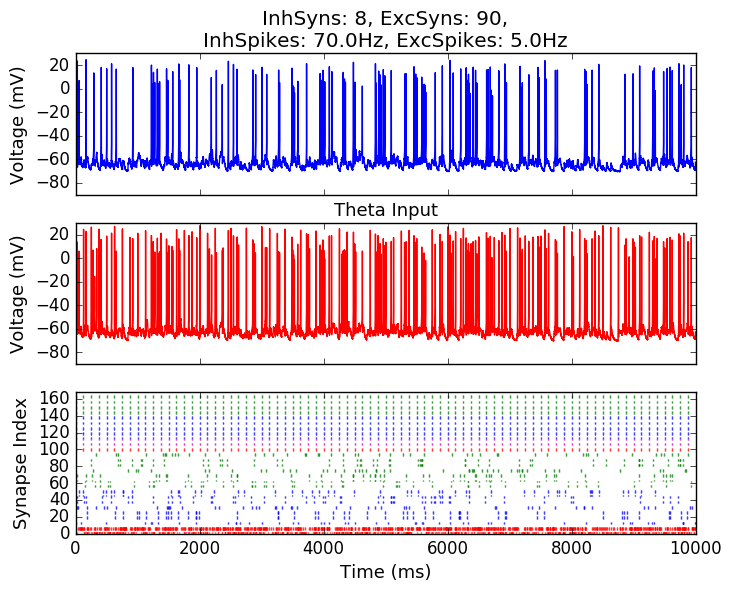 InhSyns: 8, ExcSyns: 90,
InhSpikes: 70.0Hz, ExcSpikes: 5.0Hz
Voltage (mV)
20
0
−20
−40
−60
−80
Theta Input
Voltage (mV)
20
0
−20
−40
−60
−80
Synapse Index
160
140
120
100
80
60
40
20
0
0 2000 4000 6000 8000 10000
Time (ms)